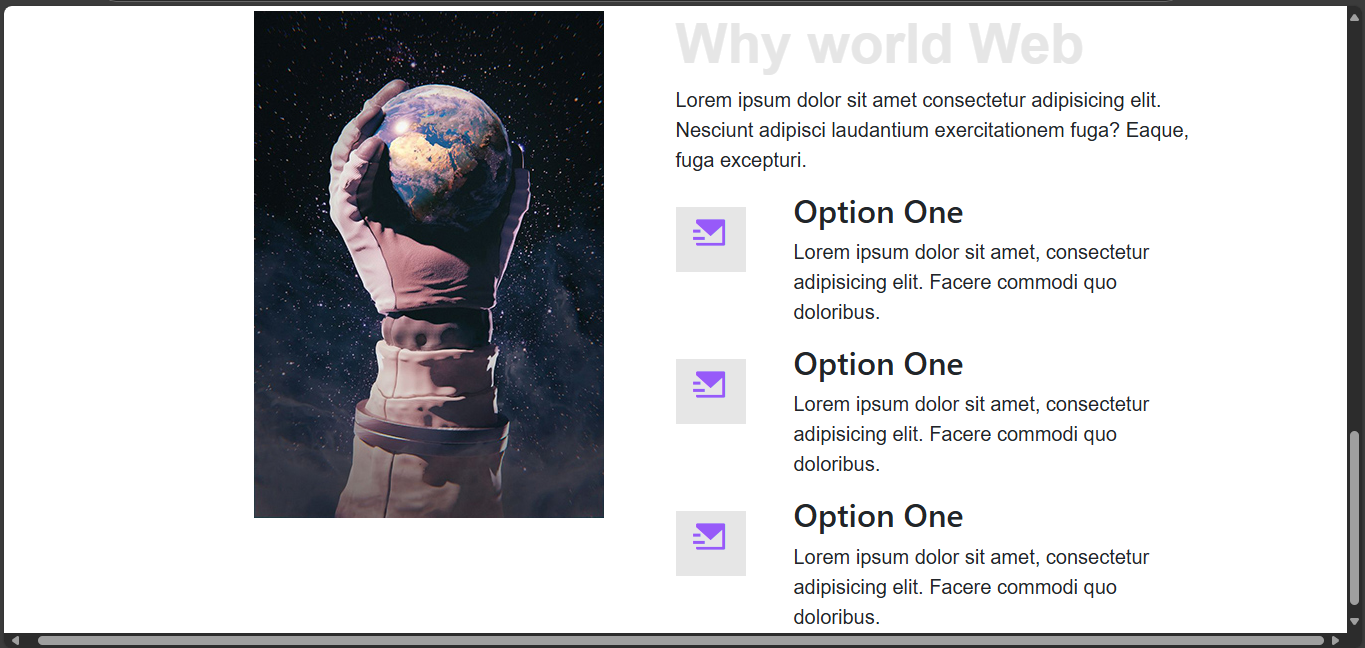 Why world Web
Lorem ipsum dolor sit amet consectetur adipisicing elit.
Nesciunt adipisci laudantium exercitationem fuga? Eaque,
fuga excepturi.
Option One
Lorem ipsum dolor sit amet, consectetur
adipisicing elit. Facere commodi quo
doloribus.
Option One
Lorem ipsum dolor sit amet, consectetur
adipisicing elit. Facere commodi quo
doloribus.
Option One
Lorem ipsum dolor sit amet, consectetur
adipisicing elit. Facere commodi quo
doloribus.